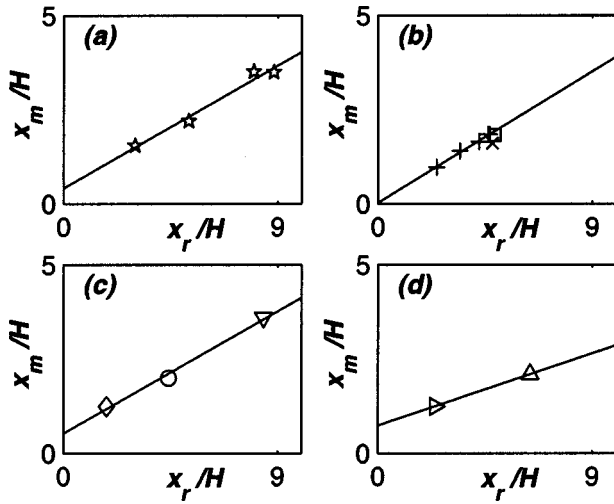 5 (a) x_m/H 0 0 x_r/H 9
5 (b) x_m/H 0 0 x_r/H 9
5 (c) x_m/H 0 0 x_r/H 9
5 (d) x_m/H 0 0 x_r/H 9